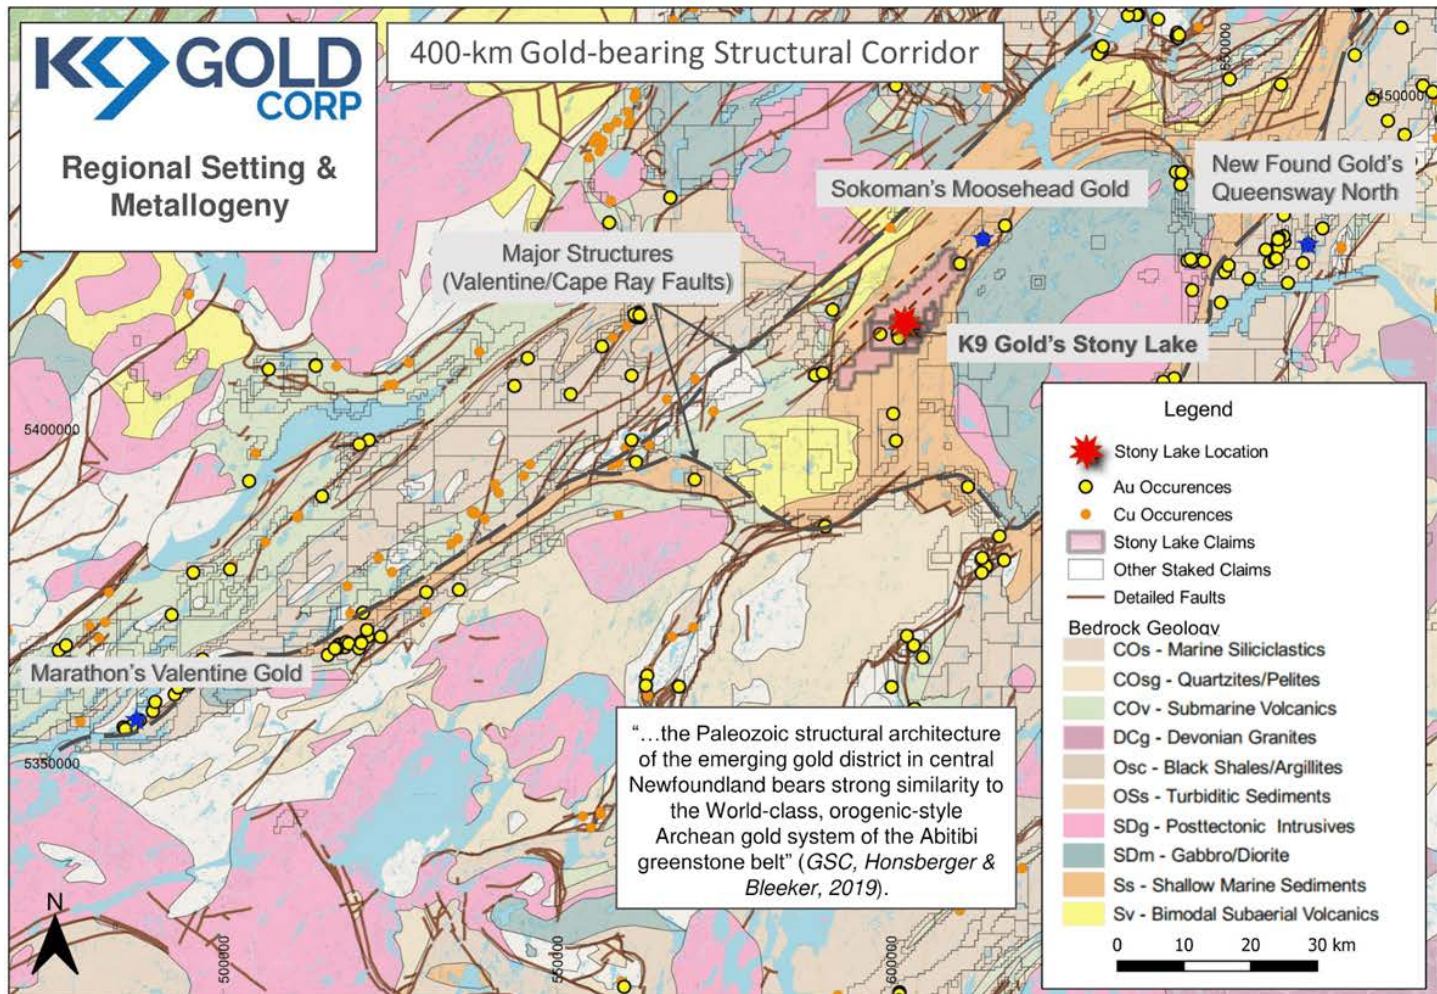 K9 GOLD
CORP
Regional Setting &
Metallogeny
400-km Gold-bearing Structural Corridor
550000
5450000
Sokoman's Moosehead Gold
New Found Gold's
Queensway North
Major Structures
(Valentine/Cape Ray Faults)
K9 Gold's Stony Lake
5400000
Marathon's Valentine Gold
5350000
"...the Paleozoic structural architecture
of the emerging gold district in central
Newfoundland bears strong similarity to
the World-class, orogenic-style
Archean gold system of the Abitibi
greenstone belt" (GSC, Honsberger &
Bleeker, 2019).
N
500000
550000
600000
Legend
Stony Lake Location
Au Occurences
Cu Occurences
Stony Lake Claims
Other Staked Claims
Detailed Faults
Bedrock Geology
COs - Marine Siliciclastics
COsg - Quartzites/Pelites
COv - Submarine Volcanics
DCg - Devonian Granites
Osc - Black Shales/Argillites
OSs - Turbiditic Sediments
SDg - Posttectonic Intrusives
SDm - Gabbro/Diorite
Ss - Shallow Marine Sediments
Sv - Bimodal Subaerial Volcanics
0 10 20 30 km